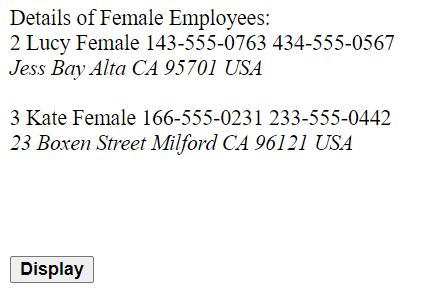 Details of Female Employees:
2 Lucy Female 143-555-0763 434-555-0567
Jess Bay Alta CA 95701 USA
3 Kate Female 166-555-0231 233-555-0442
23 Boxen Street Milford CA 96121 USA
Display